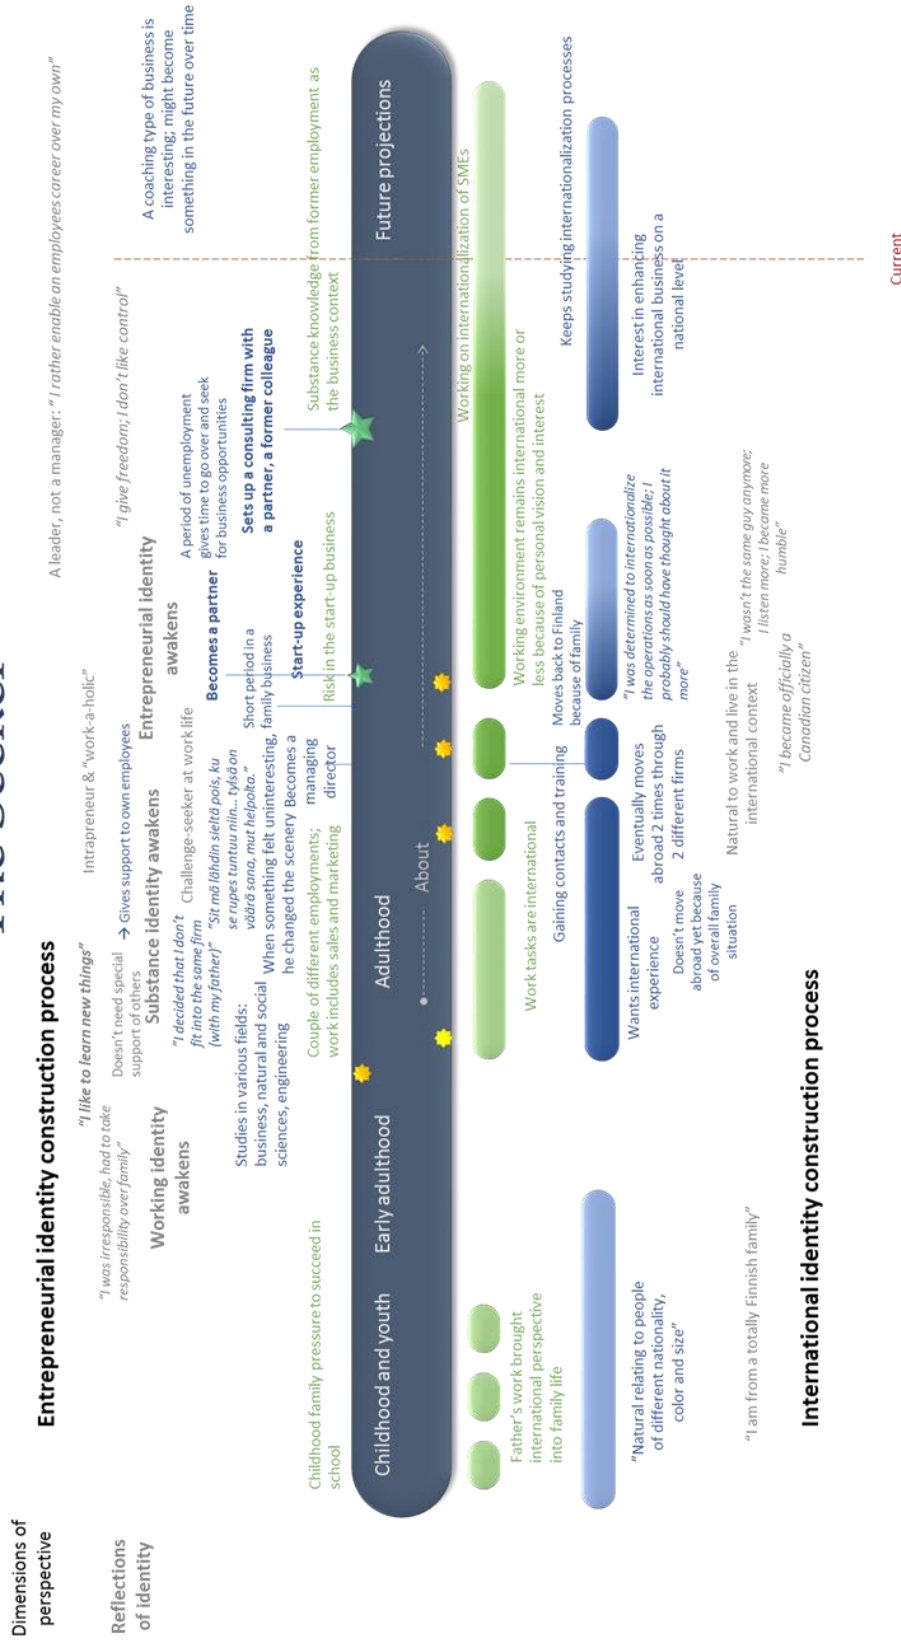 Dimensions of
perspective
Entrepreneurial identity construction process
Reflections
of identity
"I was irresponsible, had to take
responsibility over family"
Working identity
awakens
"I like to learn new things"
Doesn't need special
support of others
Substance identity awakens
"I decided that I don't
fit into the same firm
(with my father)"
Studies in various fields:
business, natural and social
sciences, engineering
Intrapreneur & "work-a-holic"
→ Gives support to own employees
Challenge-seeker at work life
"Sit mä lähdin sieltä pois, ku
se rupes tuntuu niin... tylsä on
väärä sana, mut helpolta."
When something felt uninteresting,
he changed the scenery
Becomes a
managing
director
Entrepreneurial identity
awakens
Becomes a partner
Short period in a
family business
Start-up experience
Risk in the start-up business
A leader, not a manager: "I rather enable an employees career over my own"
"I give freedom; I don't like control"
A period of unemployment
gives time to go over and seek
for business opportunities
Sets up a consulting firm with
a partner, a former colleague
A coaching type of business is
interesting; might become
something in the future over time
Childhood family pressure to succeed in
school
Couple of different employments;
work includes sales and marketing
Substance knowledge from former employment as
the business context
Childhood and youth
Early adulthood
Adulthood
Future projections
About
Father's work brought
international perspective
into family life
Work tasks are international
Working on internationalization of SMEs
Working environment remains international more or
less because of personal vision and interest
Gaining contacts and training
Moves back to Finland
because of family
Keeps studying internationalization processes
"Natural relating to people
of different nationality,
color and size"
Wants international
experience
Doesn't move
abroad yet because
of overall family
situation
Eventually moves
abroad 2 times through
2 different firms
"I was determined to internationalize
the operations as soon as possible; I
probably should have thought about it
more"
Interest in enhancing
international business on a
national level
"I am from a totally Finnish family"
Natural to work and live in the
international context
"I became officially a
Canadian citizen"
"I wasn't the same guy anymore;
I listen more; I became more
humble"
International identity construction process
Current